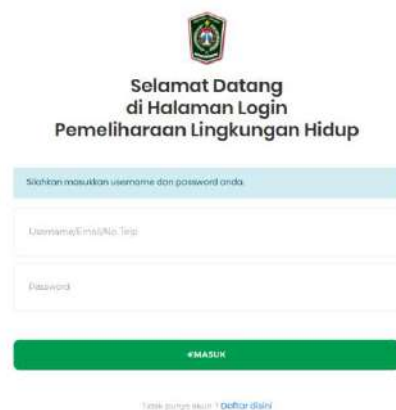 Selamat Datang
di Halaman Login
Pemeliharaan Lingkungan Hidup
Silahkan masukkan username dan password anda.
Username/Email/No. Telp
Password
MASUK
Tidak punya akun ? Daftar disini